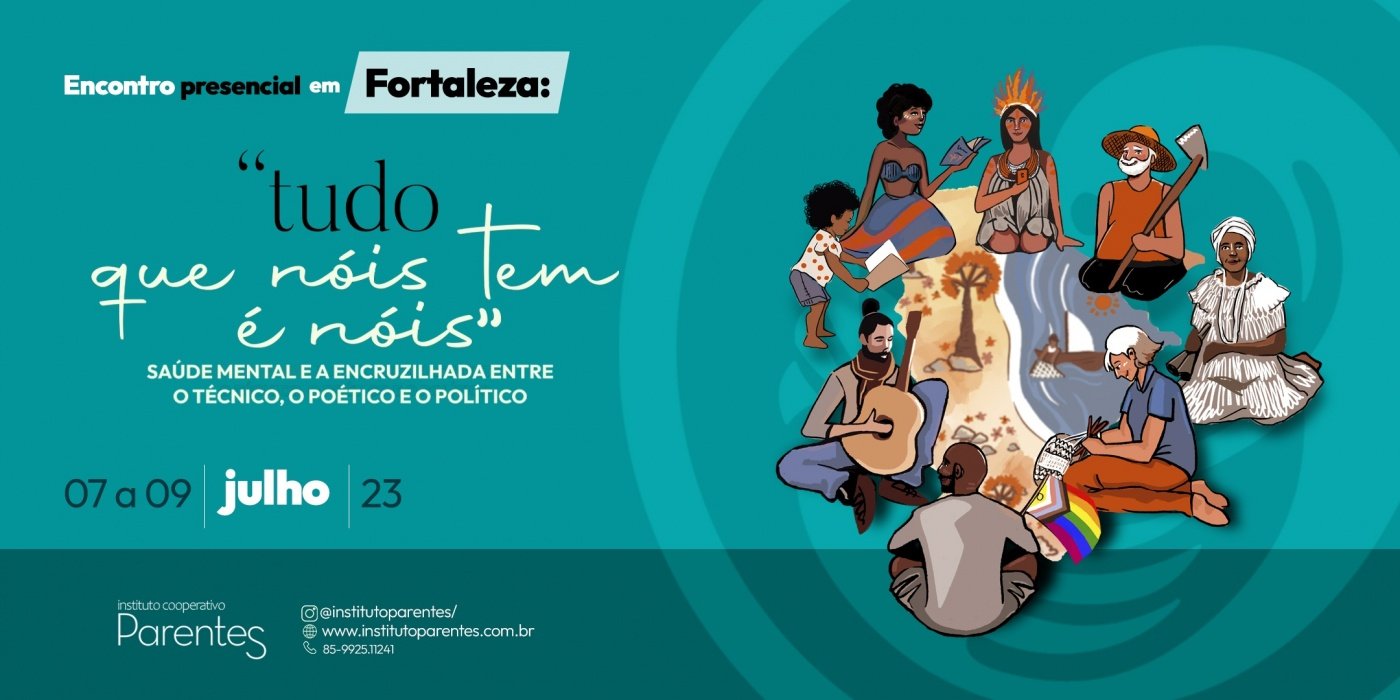 Encontro presencial em Fortaleza:
“tudo
que nóis tem
é nóis”
SAÚDE MENTAL E A ENCRUZILHADA ENTRE
O TÉCNICO, O POÉTICO E O POLÍTICO
07 a 09 julho 23
instituto cooperativo
Parentes
@institutoparentes/
www.institutoparentes.com.br
85-9925.11241